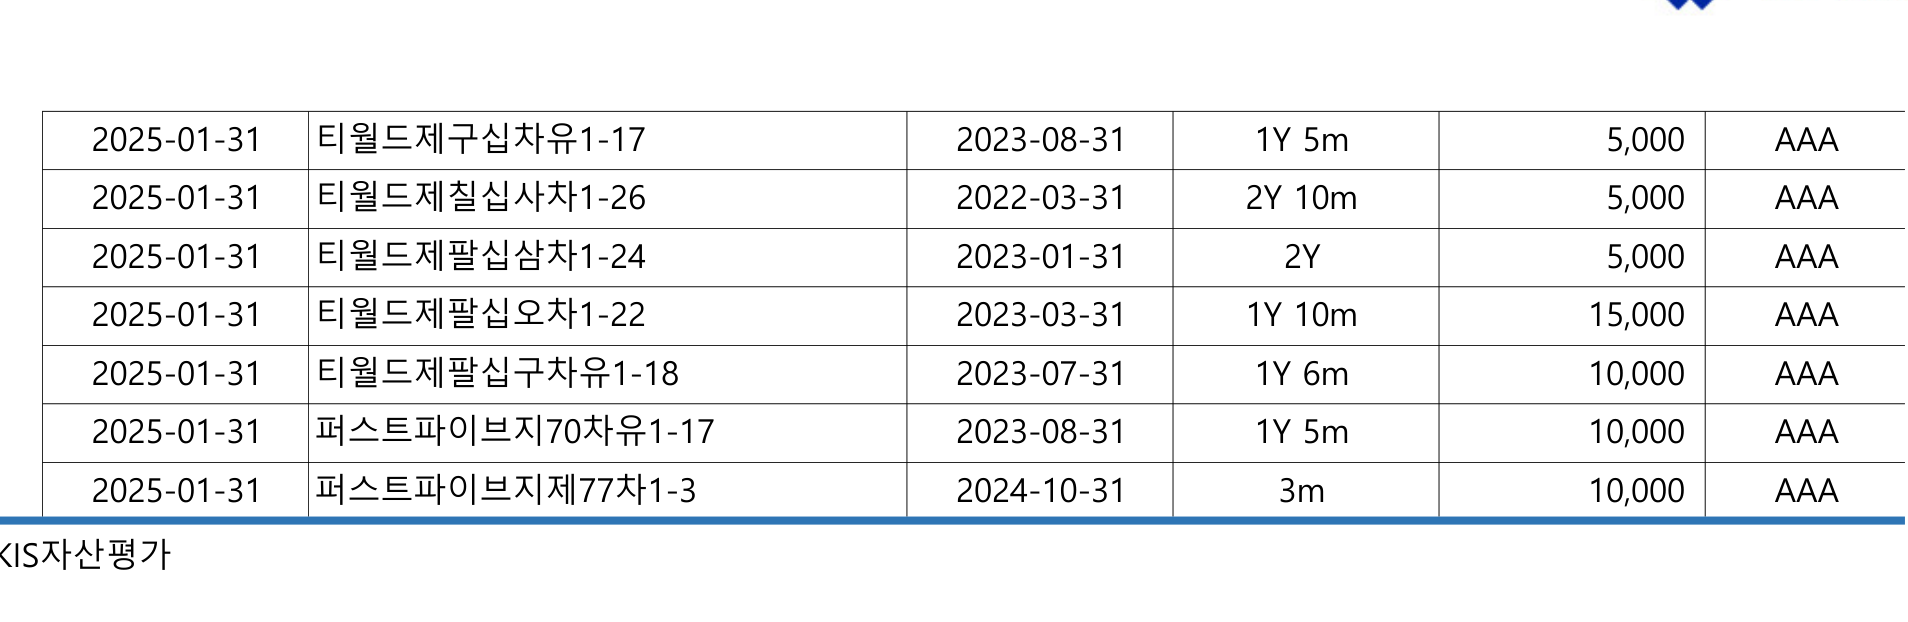 2025-01-31 티월드제구십차유1-17 2023-08-31 1Y 5m 5,000 AAA
2025-01-31 티월드제칠십사차1-26 2022-03-31 2Y 10m 5,000 AAA
2025-01-31 티월드제팔십삼차1-24 2023-01-31 2Y 5,000 AAA
2025-01-31 티월드제팔십오차1-22 2023-03-31 1Y 10m 15,000 AAA
2025-01-31 티월드제팔십구차유1-18 2023-07-31 1Y 6m 10,000 AAA
2025-01-31 퍼스트파이브지70차유1-17 2023-08-31 1Y 5m 10,000 AAA
2025-01-31 퍼스트파이브지제77차1-3 2024-10-31 3m 10,000 AAA
KIS자산평가